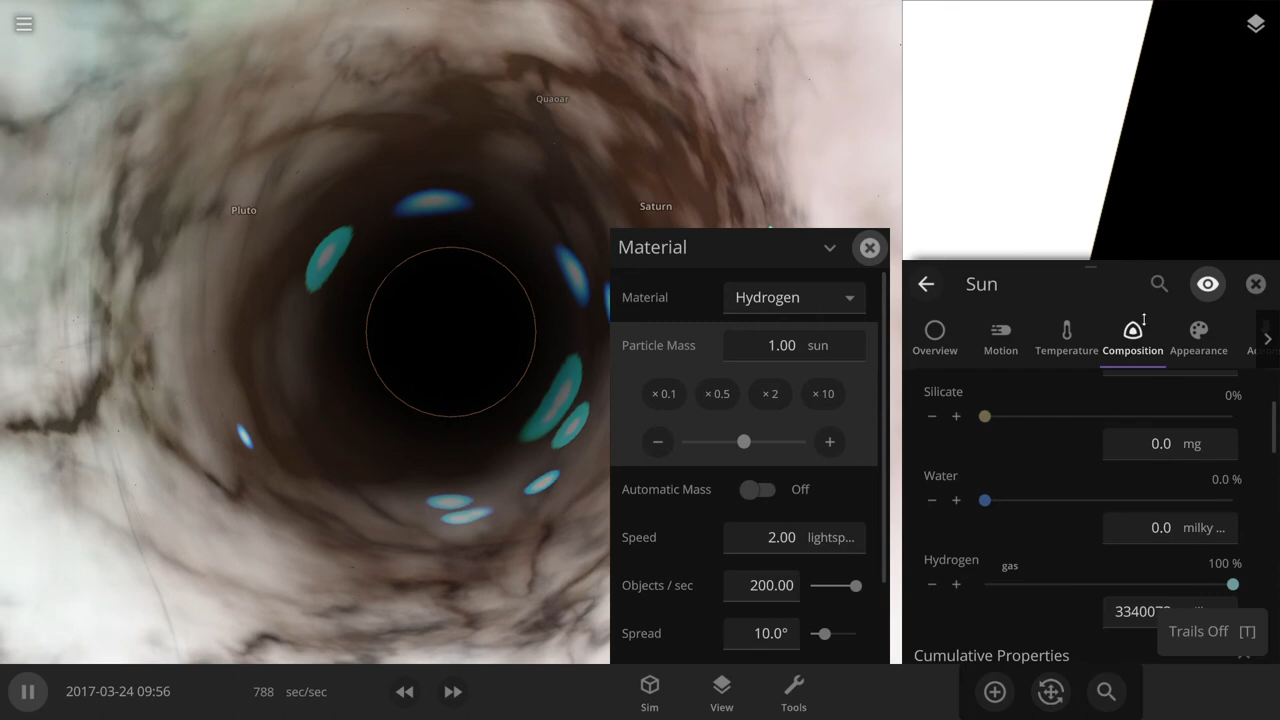 Quaoar
Pluto
Saturn
Material
Material Hydrogen
Particle Mass 1.00 sun
× 0.1 × 0.5 × 2 × 10
Automatic Mass Off
Speed 2.00 lightsp...
Objects / sec 200.00
Spread 10.0°
Sun
Overview Motion Temperature Composition Appearance
Silicate 0%
0.0 mg
Water 0.0 %
0.0 milky ...
Hydrogen gas 100 %
Trails Off [T]
Cumulative Properties
2017-03-24 09:56 788 sec/sec
Sim View Tools